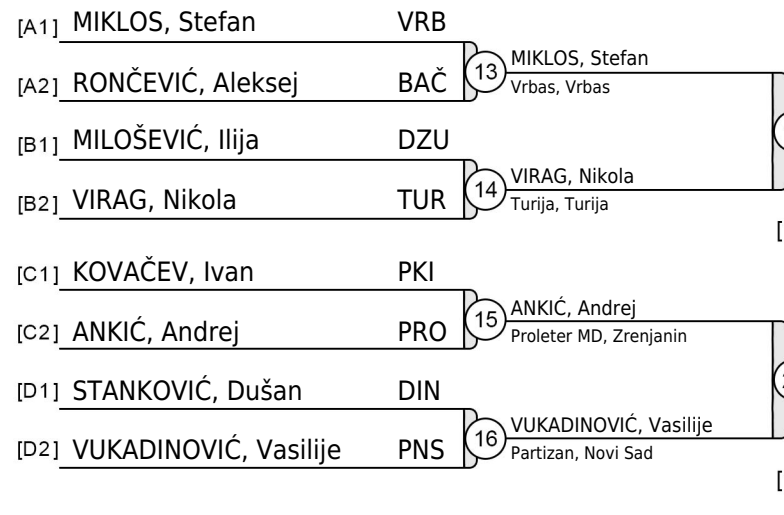 [A1] MIKLOS, Stefan VRB
[A2] RONČEVIĆ, Aleksej BAČ
13 MIKLOS, Stefan
Vrbas, Vrbas
[B1] MILOŠEVIĆ, Ilija DZU
[B2] VIRAG, Nikola TUR
14 VIRAG, Nikola
Turija, Turija
[
[C1] KOVAČEV, Ivan PKI
[C2] ANKIĆ, Andrej PRO
15 ANKIĆ, Andrej
Proleter MD, Zrenjanin
[D1] STANKOVIĆ, Dušan DIN
[D2] VUKADINOVIĆ, Vasilije PNS
16 VUKADINOVIĆ, Vasilije
Partizan, Novi Sad
[